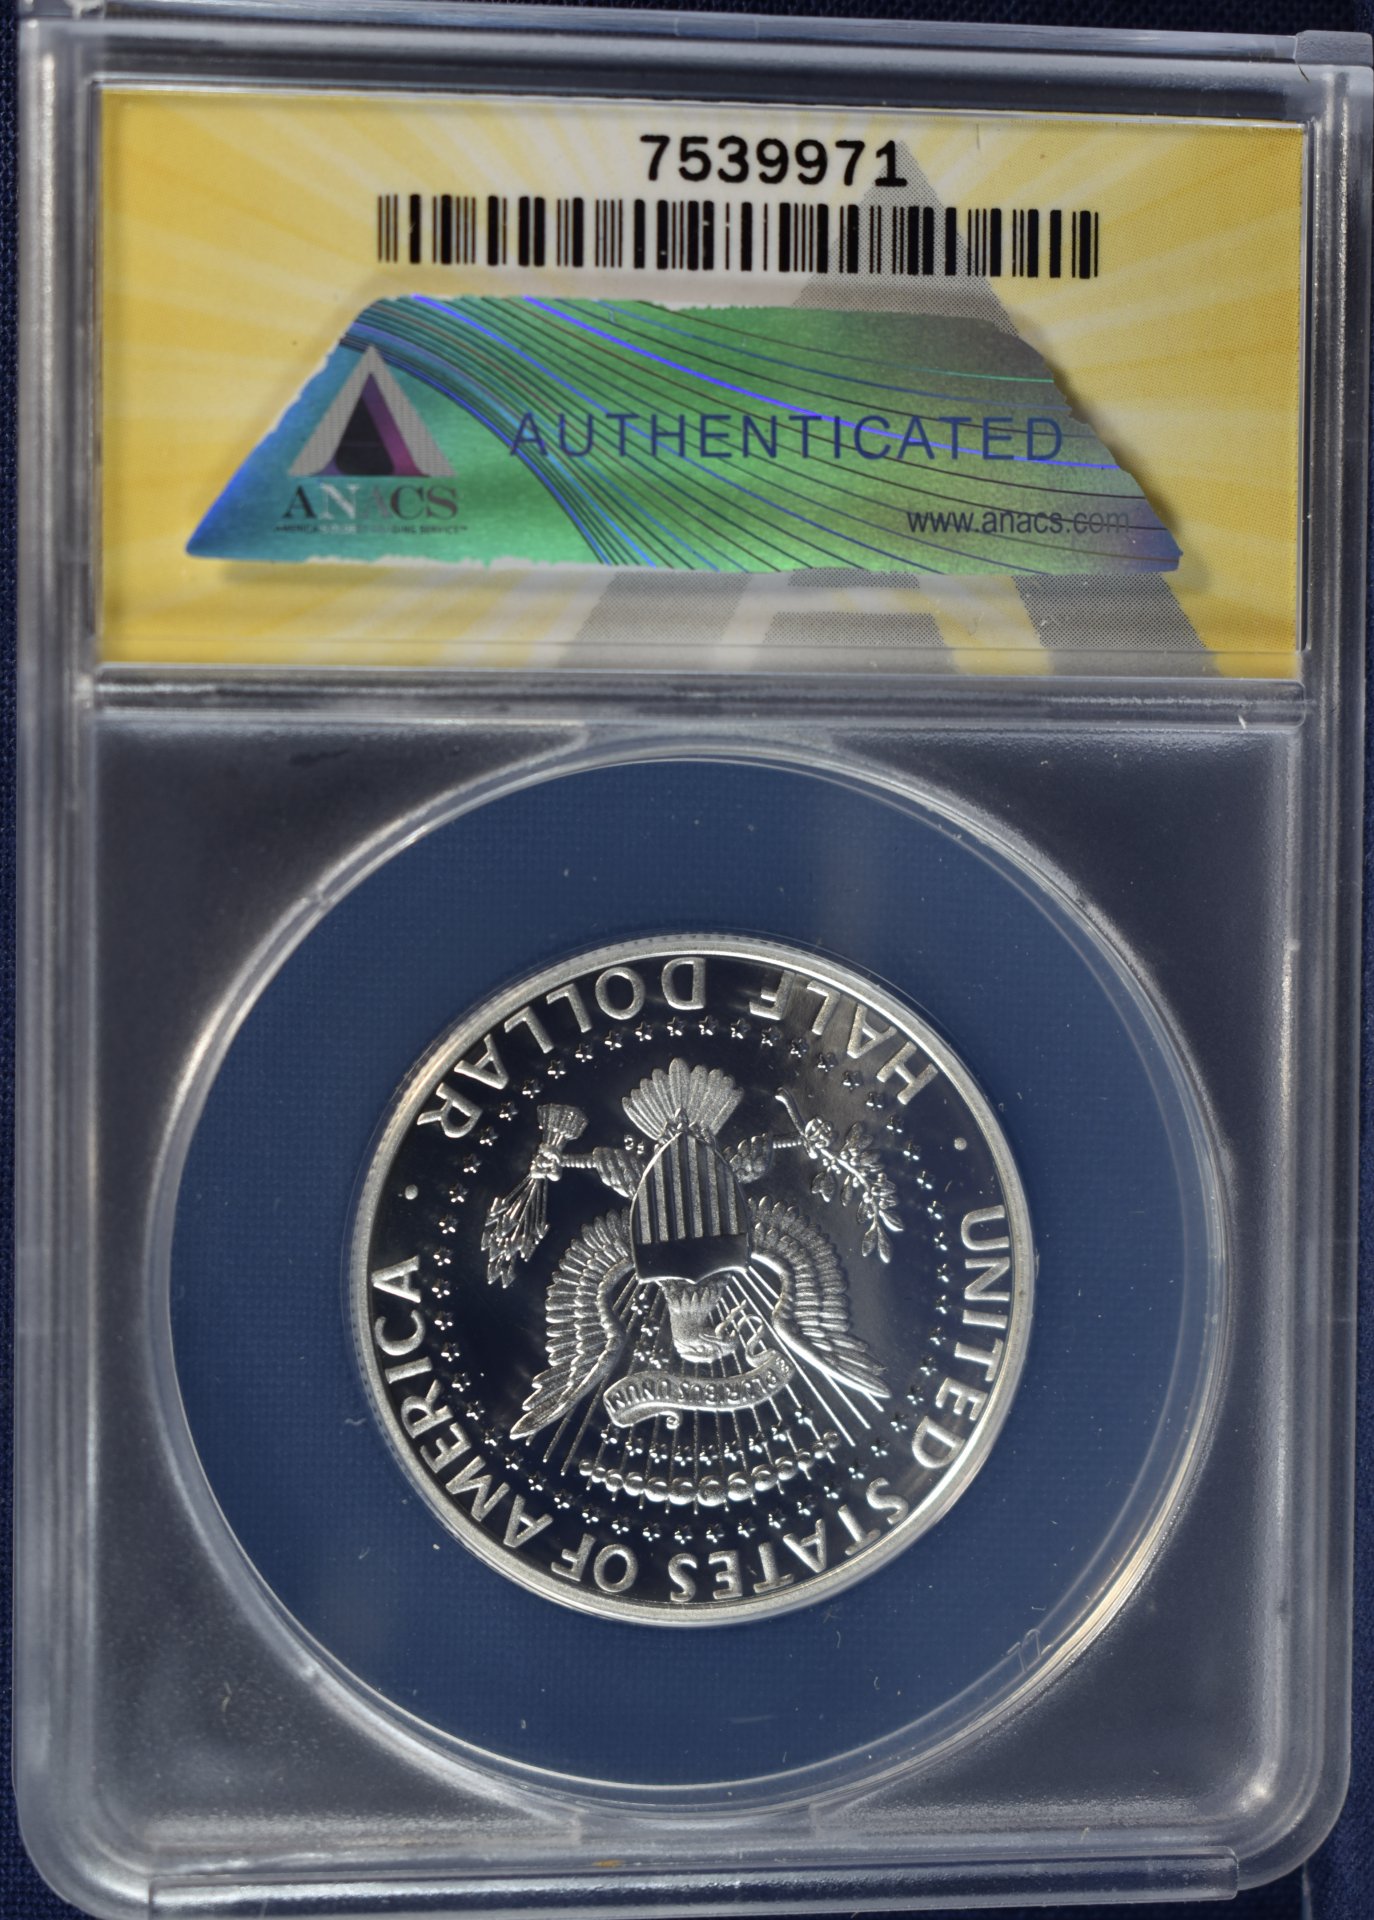 7539971
ANACS
AUTHENTICATED
www.anacs.com
UNITED STATES OF AMERICA
HALF DOLLAR
PLURIBUS UNUM